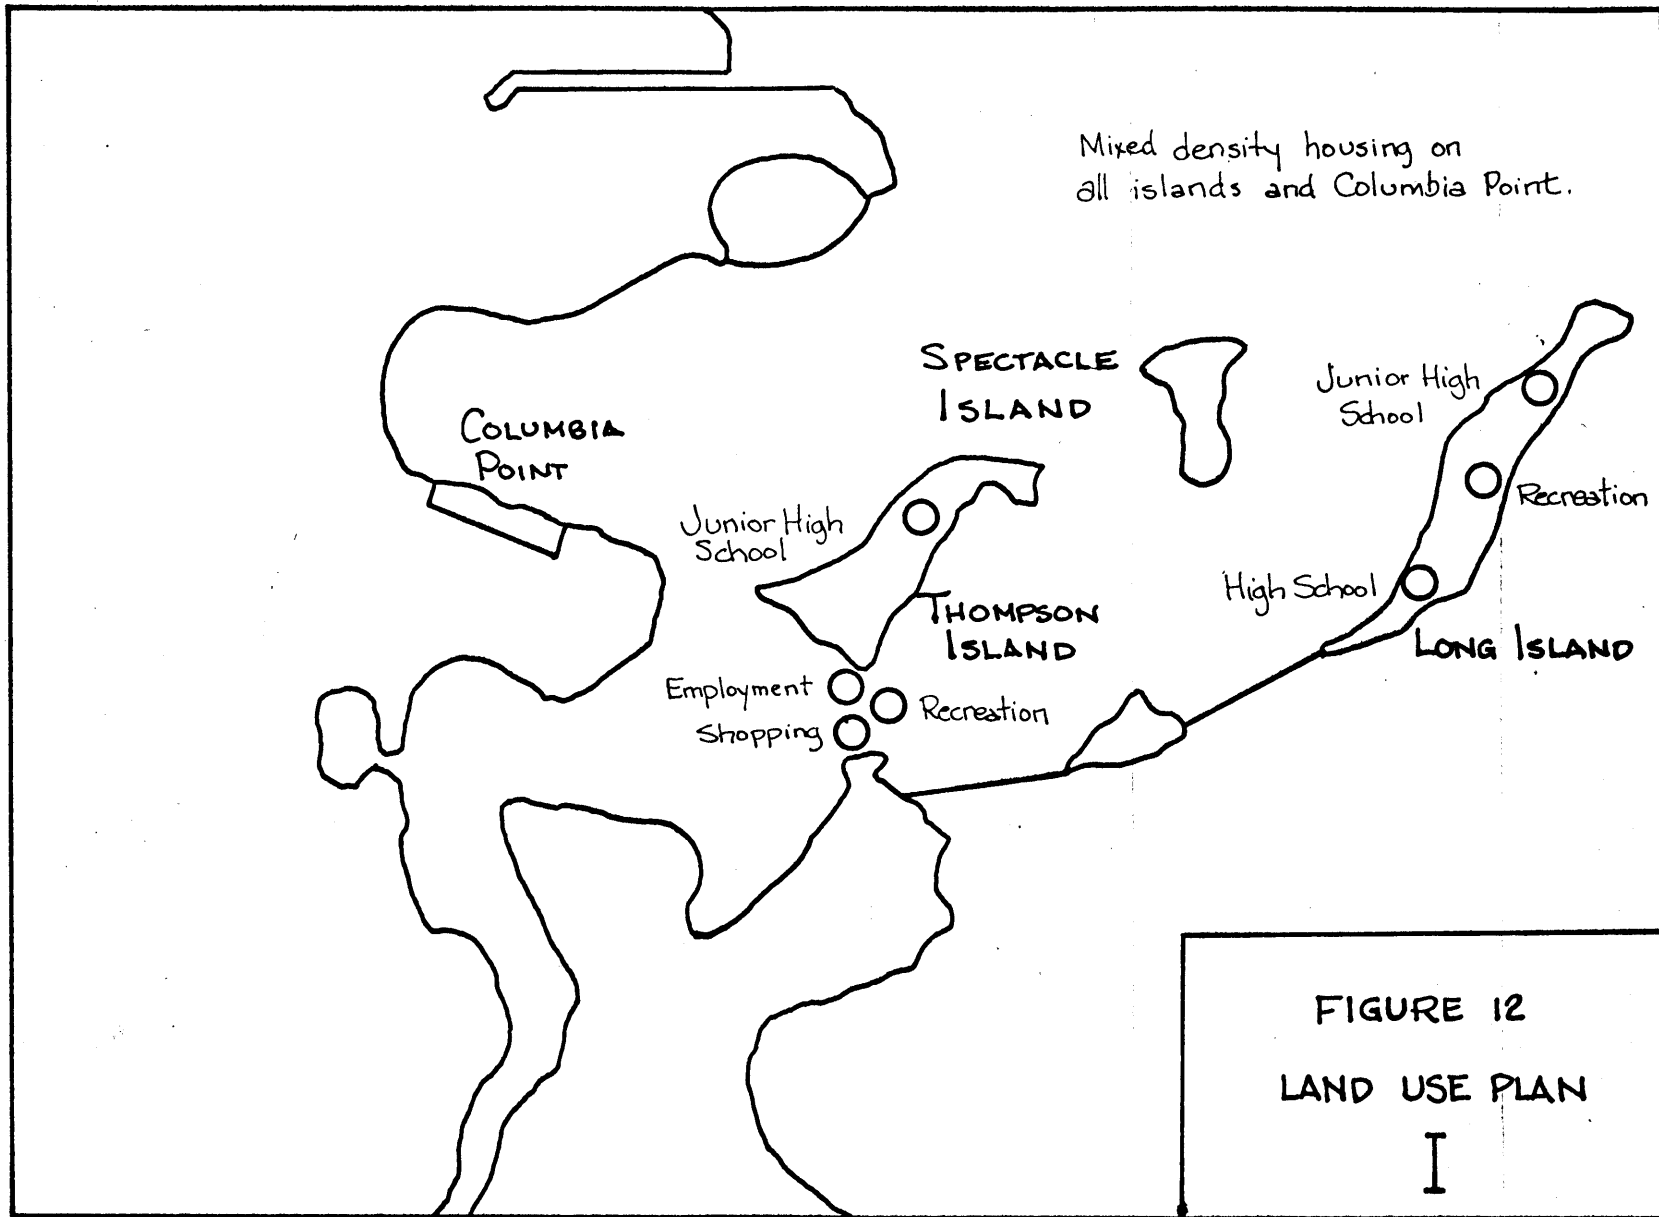 Mixed density housing on
all islands and Columbia Point.
SPECTACLE
ISLAND
Junior High
School
COLUMBIA
POINT
Recreation
Junior High
School
High School
THOMPSON
ISLAND
LONG ISLAND
Employment
Recreation
Shopping
FIGURE 12
LAND USE PLAN
I